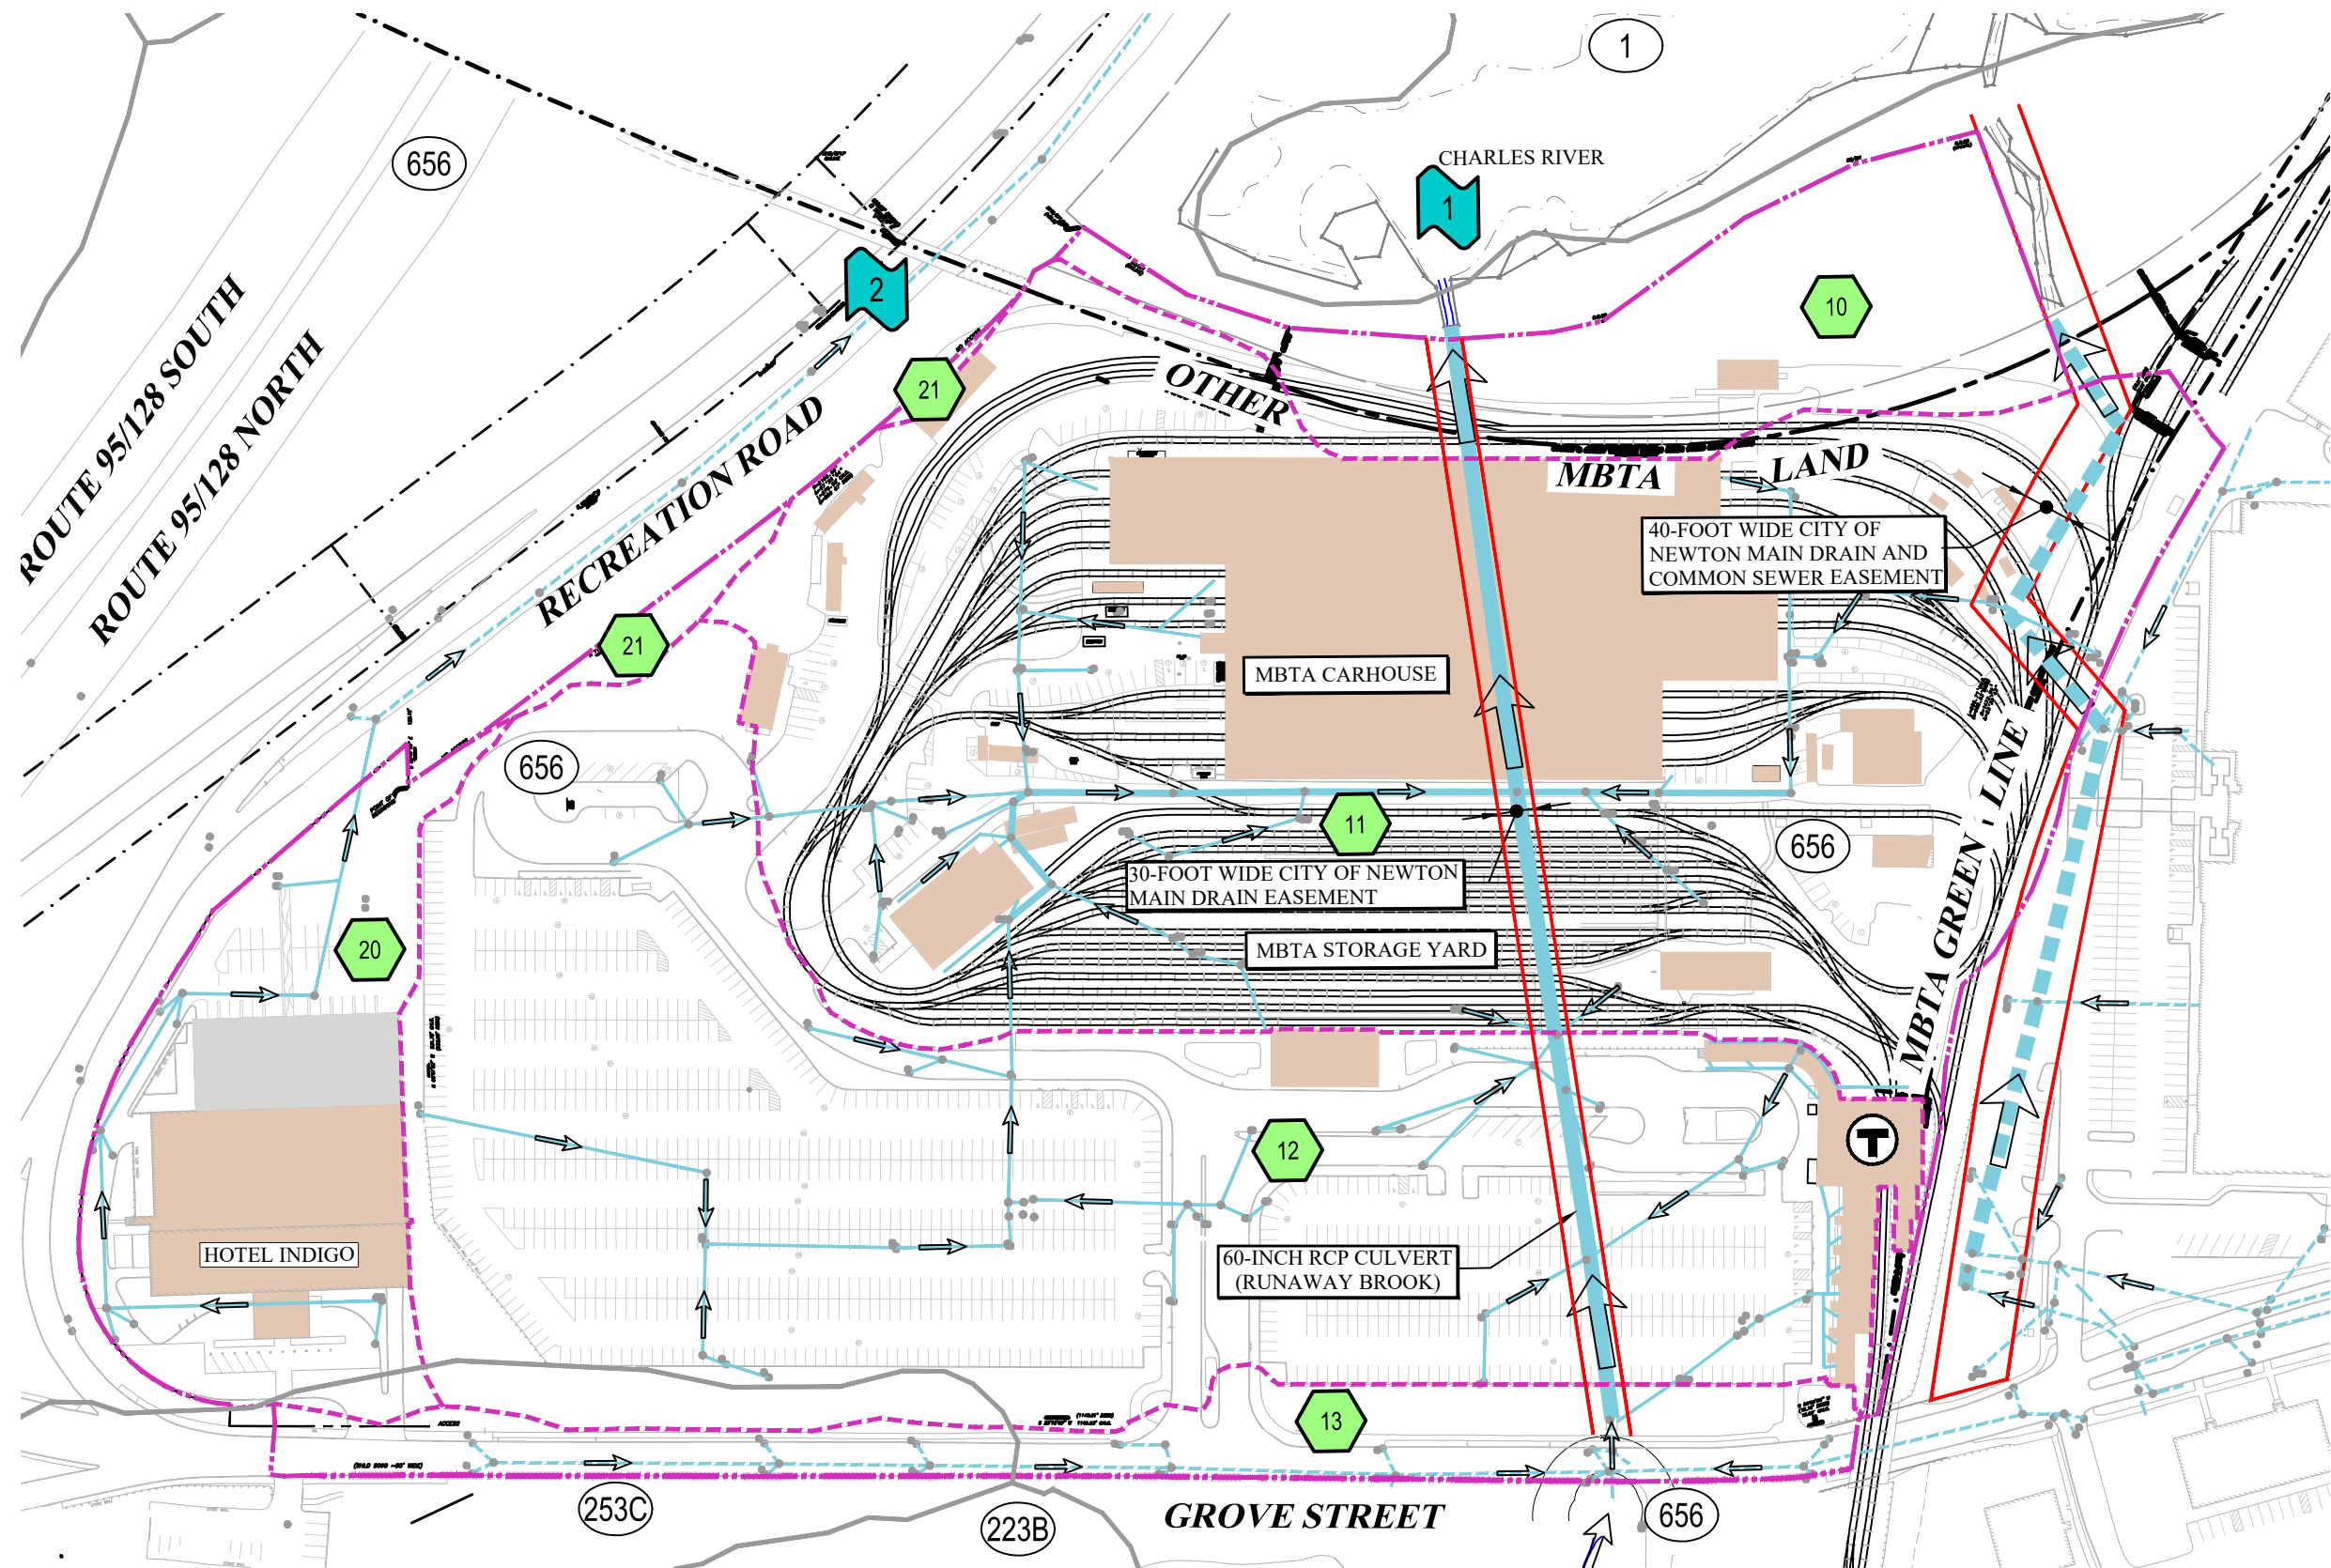 1
656
CHARLES RIVER
1
2
10
ROUTE 95/128 SOUTH
ROUTE 95/128 NORTH
RECREATION ROAD
21
OTHER
MBTA
LAND
40-FOOT WIDE CITY OF
NEWTON MAIN DRAIN AND
COMMON SEWER EASEMENT
21
MBTA CARHOUSE
656
11
656
30-FOOT WIDE CITY OF NEWTON
MAIN DRAIN EASEMENT
MBTA STORAGE YARD
MBTA GREEN LINE
20
12
T
HOTEL INDIGO
60-INCH RCP CULVERT
(RUNAWAY BROOK)
13
ACCESS
253C
223B
GROVE STREET
656